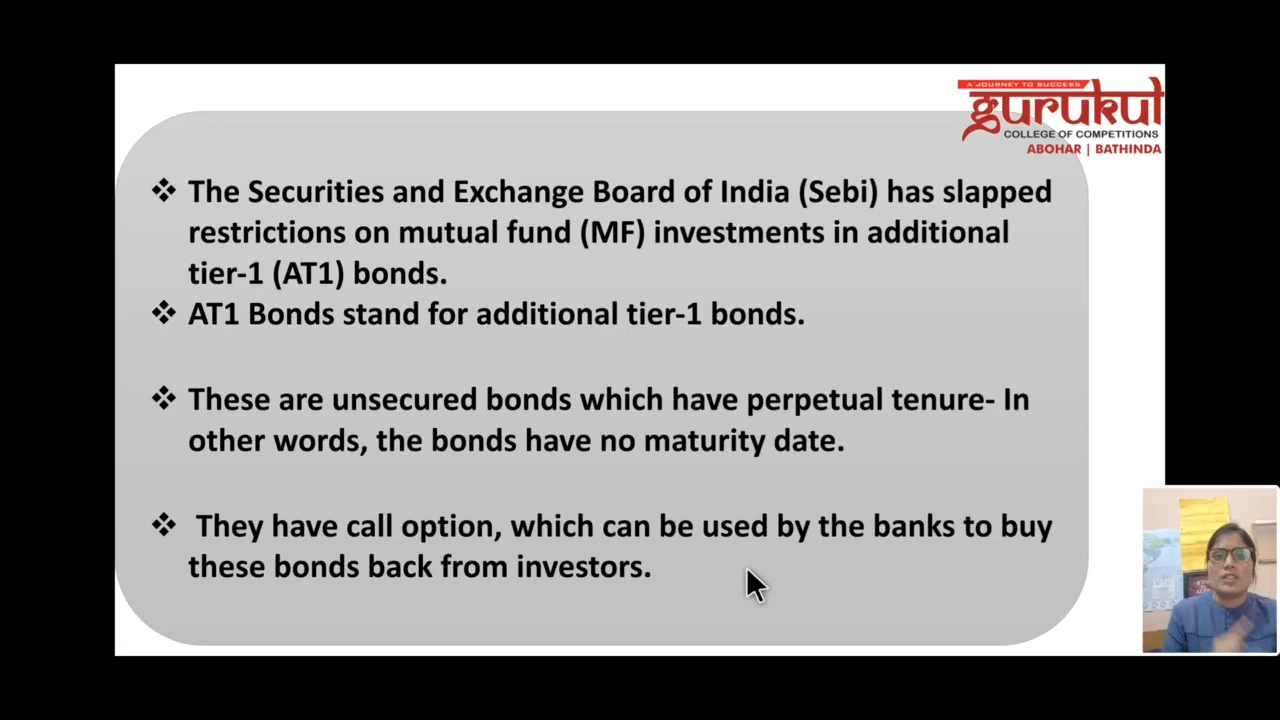 A JOURNEY TO SUCCESS
gurukul
COLLEGE OF COMPETITIONS
ABOHAR | BATHINDA
❖ The Securities and Exchange Board of India (Sebi) has slapped
restrictions on mutual fund (MF) investments in additional
tier-1 (AT1) bonds.
❖ AT1 Bonds stand for additional tier-1 bonds.
❖ These are unsecured bonds which have perpetual tenure- In
other words, the bonds have no maturity date.
❖ They have call option, which can be used by the banks to buy
these bonds back from investors.